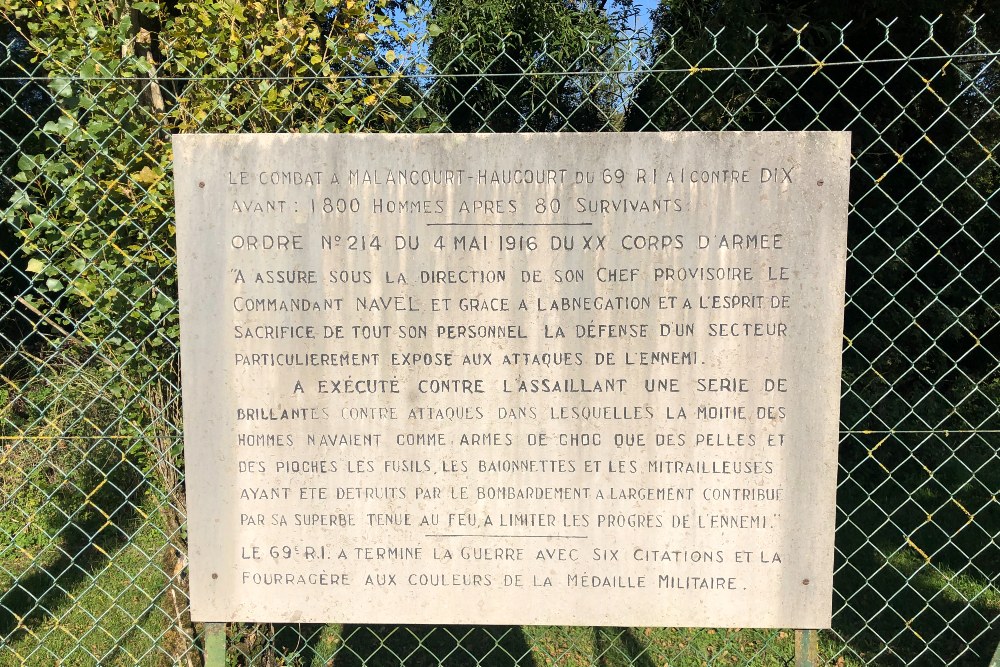 LE COMBAT A MALANCOURT-HAUCOURT DU 69 R I A 1 CONTRE DIX
AVANT : 1800 HOMMES APRES 80 SURVIVANTS
ORDRE Nº 214 DU 4 MAI 1916 DU XX CORPS D'ARMEE
"A ASSURE SOUS LA DIRECTION DE SON CHEF PROVISOIRE LE
COMMANDANT NAVEL ET GRACE A LABNEGATION ET A L'ESPRIT DE
SACRIFICE DE TOUT SON PERSONNEL LA DÉFENSE D'UN SECTEUR
PARTICULIEREMENT EXPOSE AUX ATTAQUES DE L'ENNEMI.
A EXÉCUTÉ CONTRE L'ASSAILLANT UNE SERIE DE
BRILLANTES CONTRE ATTAQUES DANS LESQUELLES LA MOITIE DES
HOMMES N'AVAIENT COMME ARMES DE CHOC QUE DES PELLES ET
DES PIOCHES LES FUSILS, LES BAIONNETTES ET LES MITRAILLEUSES
AYANT ETE DETRUITS PAR LE BOMBARDEMENT A LARGEMENT CONTRIBUE
PAR SA SUPERBE TENUE AU FEU, A LIMITER LES PROGRES DE L'ENNEMI."
LE 69E R.I. A TERMINE LA GUERRE AVEC SIX CITATIONS ET LA
FOURRAGÈRE AUX COULEURS DE LA MÉDAILLE MILITAIRE.